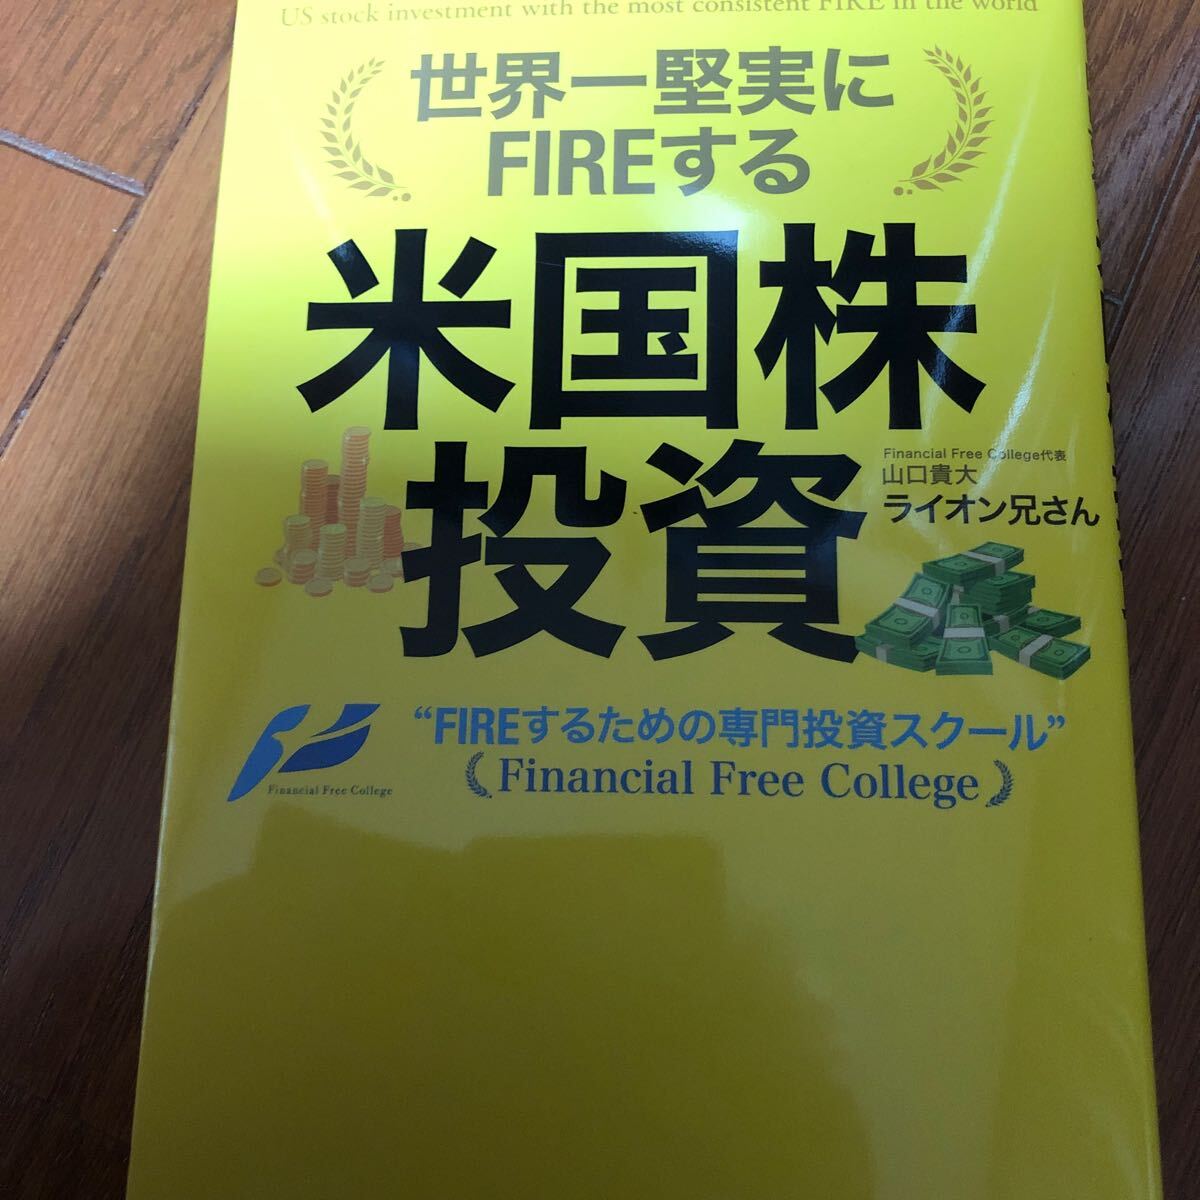 US stock investment with the most consistent FIRE in the world
世界一堅実に
FIREする
米国株
投資
Financial Free College代表
山口貴大
ライオン兄さん
Financial Free College
“FIREするための専門投資スクール”
Financial Free College